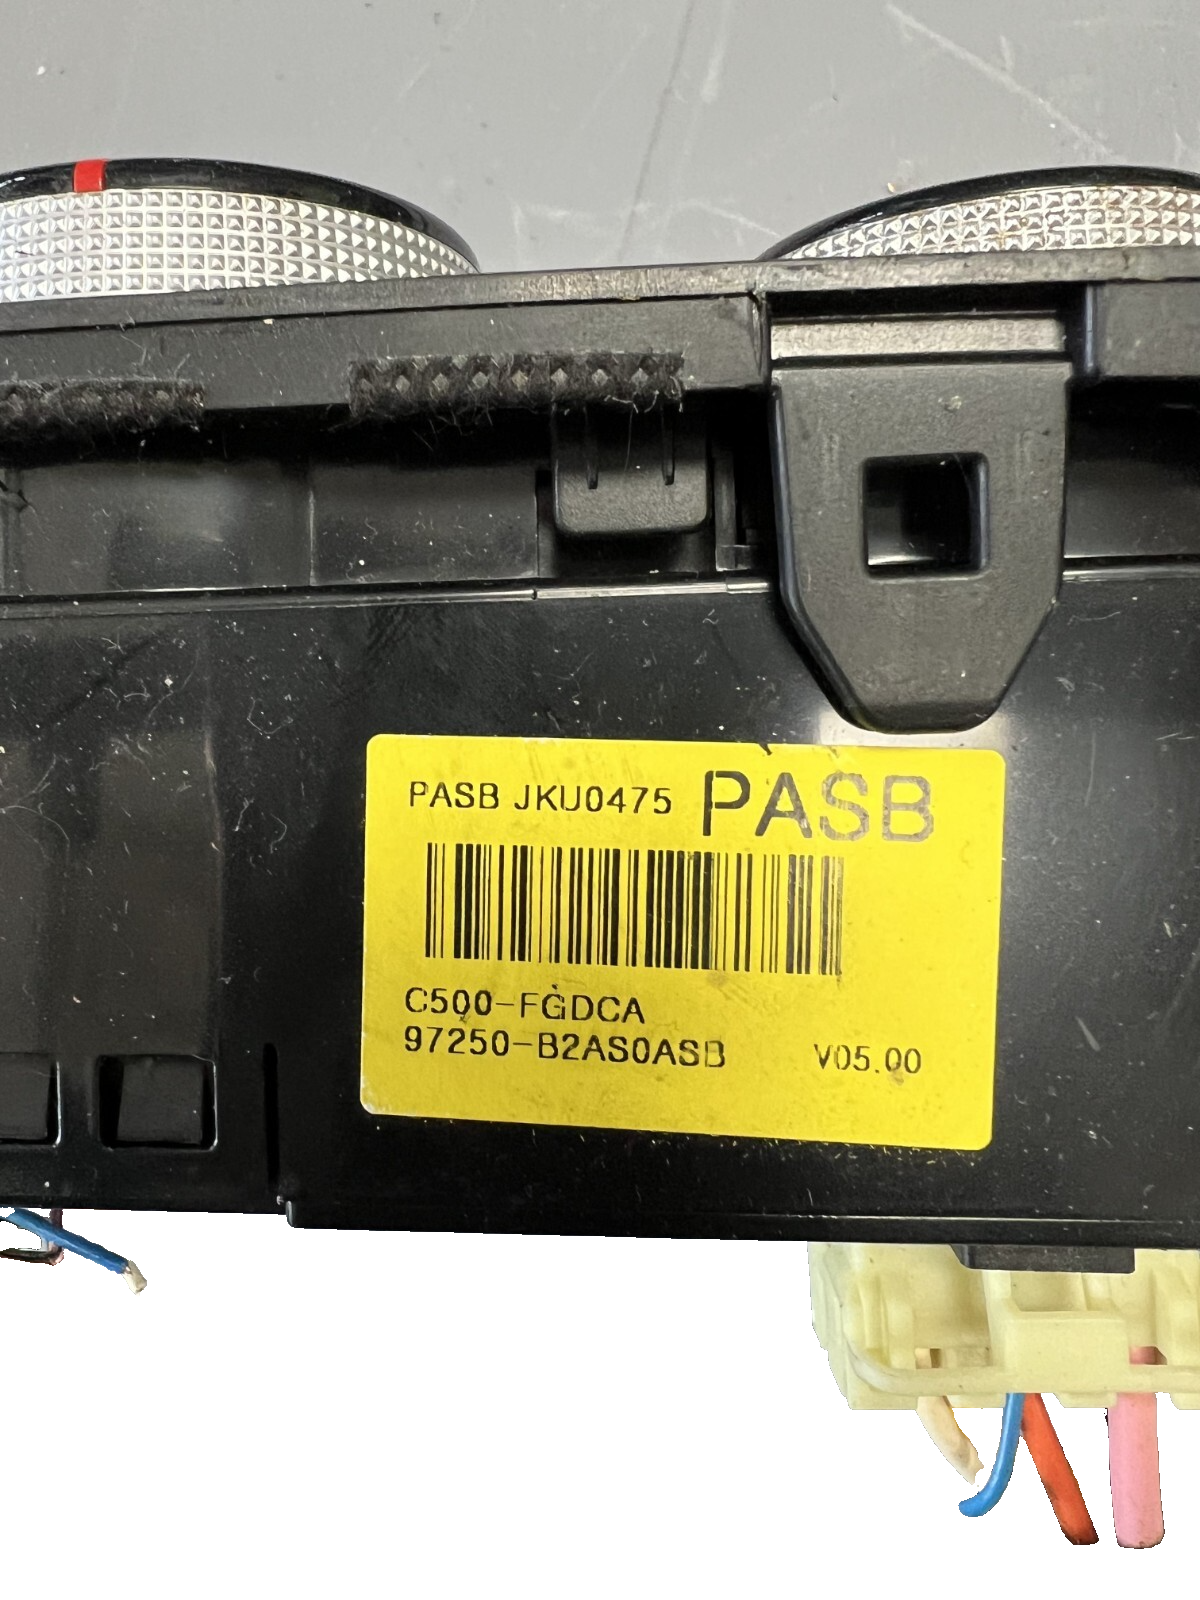 PASB JKU0475 PASB
C500-FGDCA
97250-B2AS0ASB V05.00